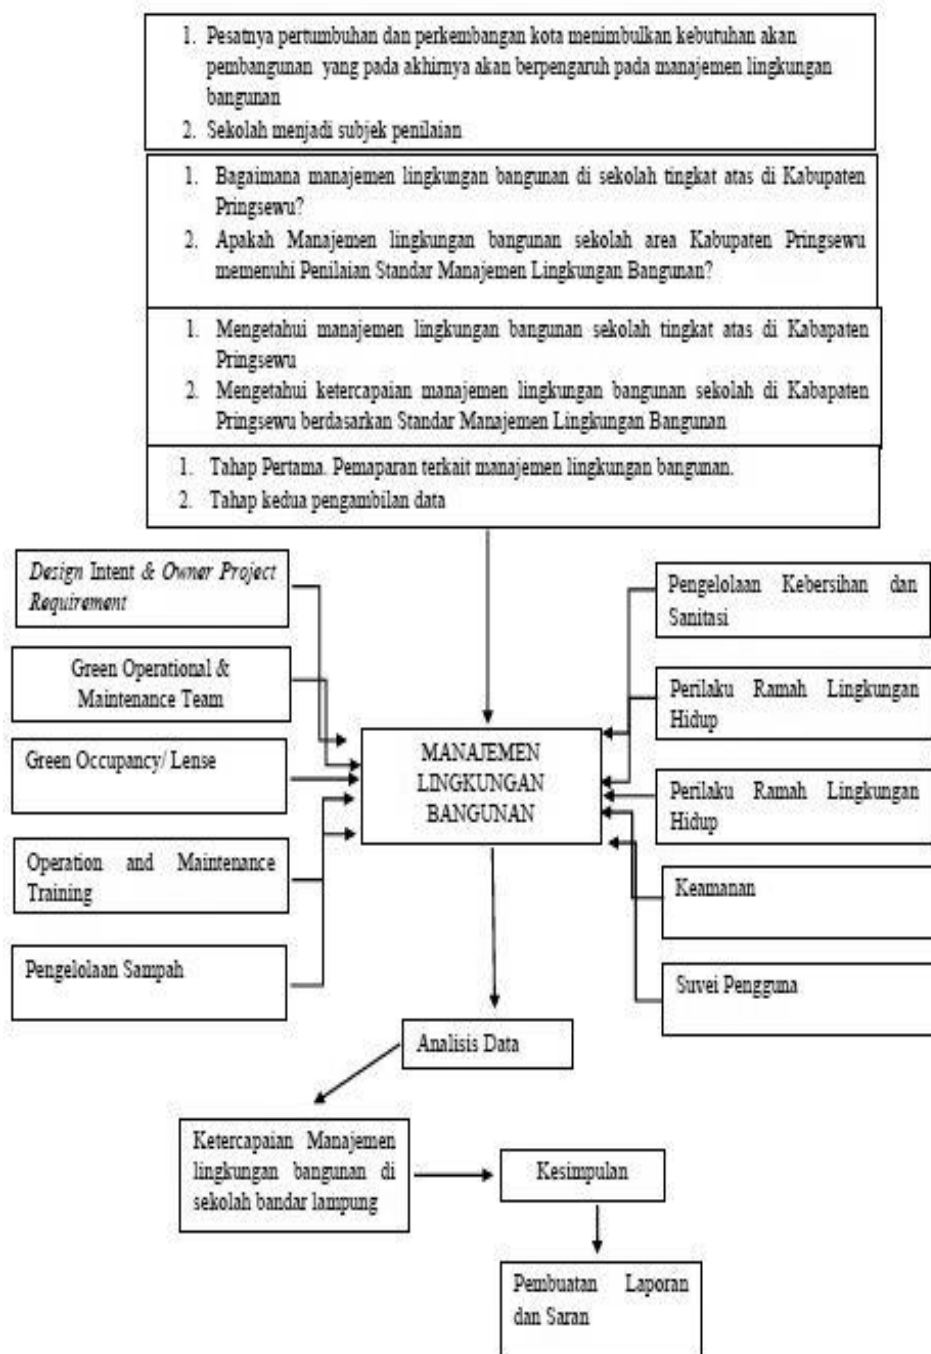 1. Pesatnya pertumbuhan dan perkembangan kota menimbulkan kebutuhan akan
pembangunan yang pada akhirnya akan berpengaruh pada manajemen lingkungan
bangunan
2. Sekolah menjadi subjek penilaian
1. Bagaimana manajemen lingkungan bangunan di sekolah tingkat atas di Kabupaten
Pringsewu?
2. Apakah Manajemen lingkungan bangunan sekolah area Kabupaten Pringsewu
memenuhi Penilaian Standar Manajemen Lingkungan Bangunan?
1. Mengetahui manajemen lingkungan bangunan sekolah tingkat atas di Kabapaten
Pringsewu
2. Mengetahui ketercapaian manajemen lingkungan bangunan sekolah di Kabapaten
Pringsewu berdasarkan Standar Manajemen Lingkungan Bangunan
1. Tahap Pertama. Pemaparan terkait manajemen lingkungan bangunan.
2. Tahap kedua pengambilan data
Design Intent & Owner Project
Requirement
Green Operational &
Maintenance Team
Green Occupancy/ Lense
Operation and Maintenance
Training
Pengelolaan Sampah
MANAJEMEN
LINGKUNGAN
BANGUNAN
Pengelolaan Kebersihan dan
Sanitasi
Perilaku Ramah Lingkungan
Hidup
Perilaku Ramah Lingkungan
Hidup
Keamanan
Suvei Pengguna
Analisis Data
Ketercapaian Manajemen
lingkungan bangunan di
sekolah bandar lampung
Kesimpulan
Pembuatan Laporan
dan Saran